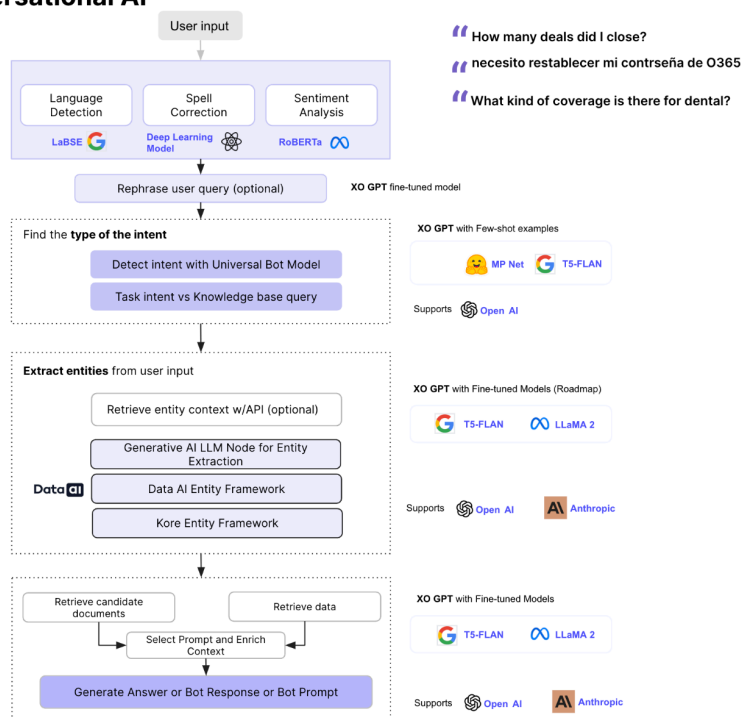 User input
“ How many deals did I close?
“ necesito restablecer mi contrseña de O365
“ What kind of coverage is there for dental?
Language
Detection
Spell
Correction
Sentiment
Analysis
LaBSE
Deep Learning
Model
RoBERTa
Rephrase user query (optional)
XO GPT fine-tuned model
Find the type of the intent
Detect intent with Universal Bot Model
Task intent vs Knowledge base query
XO GPT with Few-shot examples
MP Net
T5-FLAN
Supports
Open AI
Extract entities from user input
Retrieve entity context w/API (optional)
Generative AI LLM Node for Entity
Extraction
Data ai
Data AI Entity Framework
Kore Entity Framework
XO GPT with Fine-tuned Models (Roadmap)
T5-FLAN
LLaMA 2
Supports
Open AI
Anthropic
Retrieve candidate
documents
Retrieve data
Select Prompt and Enrich
Context
Generate Answer or Bot Response or Bot Prompt
XO GPT with Fine-tuned Models
T5-FLAN
LLaMA 2
Supports
Open AI
Anthropic